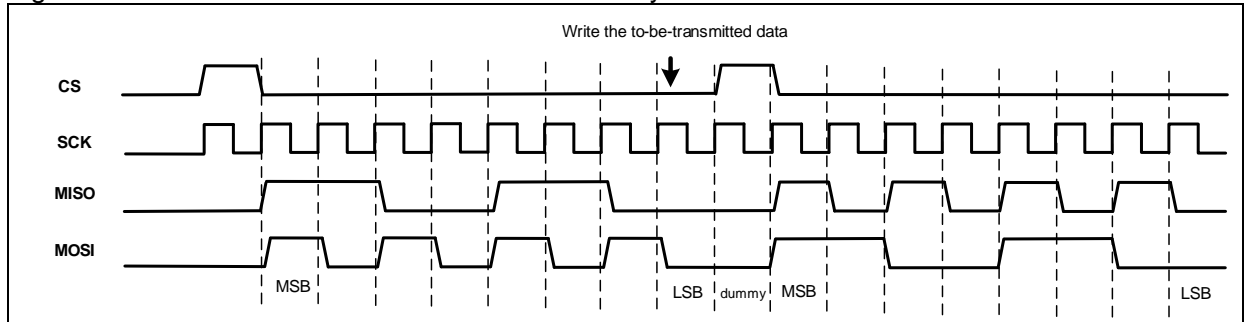 Write the to-be-transmitted data
CS
SCK
MISO
MOSI
MSB
LSB
dummy
MSB
LSB